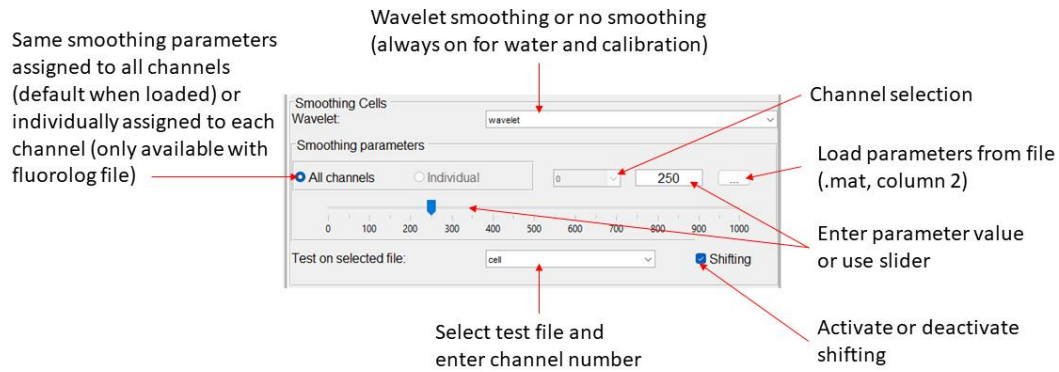 Wavelet smoothing or no smoothing
(always on for water and calibration)
Same smoothing parameters
assigned to all channels
(default when loaded) or
individually assigned to each
channel (only available with
fluorolog file)
Smoothing Cells
Wavelet:
wavelet
Smoothing parameters
All channels
Individual
0
250
...
0 100 200 300 400 500 600 700 800 900 1000
Test on selected file:
cell
Shifting
Channel selection
Load parameters from file
(.mat, column 2)
Enter parameter value
or use slider
Activate or deactivate
shifting
Select test file and
enter channel number